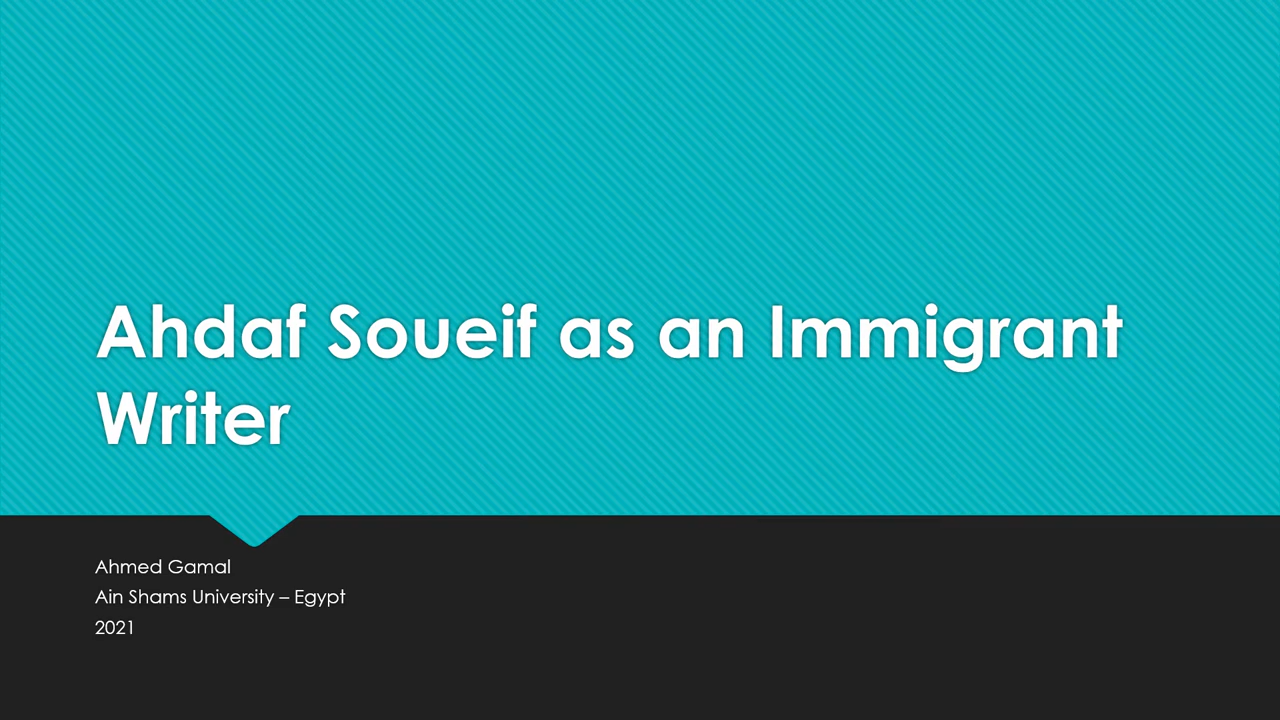 Ahdaf Soueif as an Immigrant
Writer
Ahmed Gamal
Ain Shams University – Egypt
2021